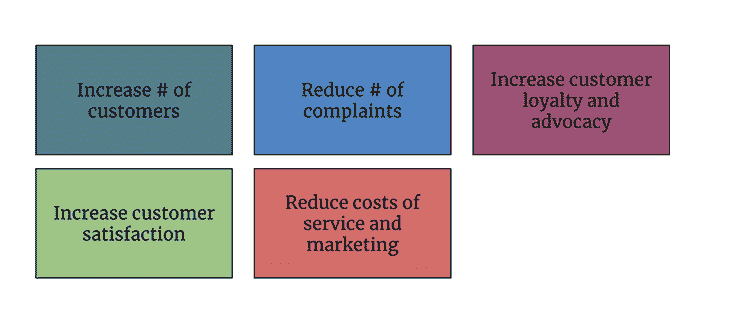 Increase # of
customers
Reduce # of
complaints
Increase customer
loyalty and
advocacy
Increase customer
satisfaction
Reduce costs of
service and
marketing